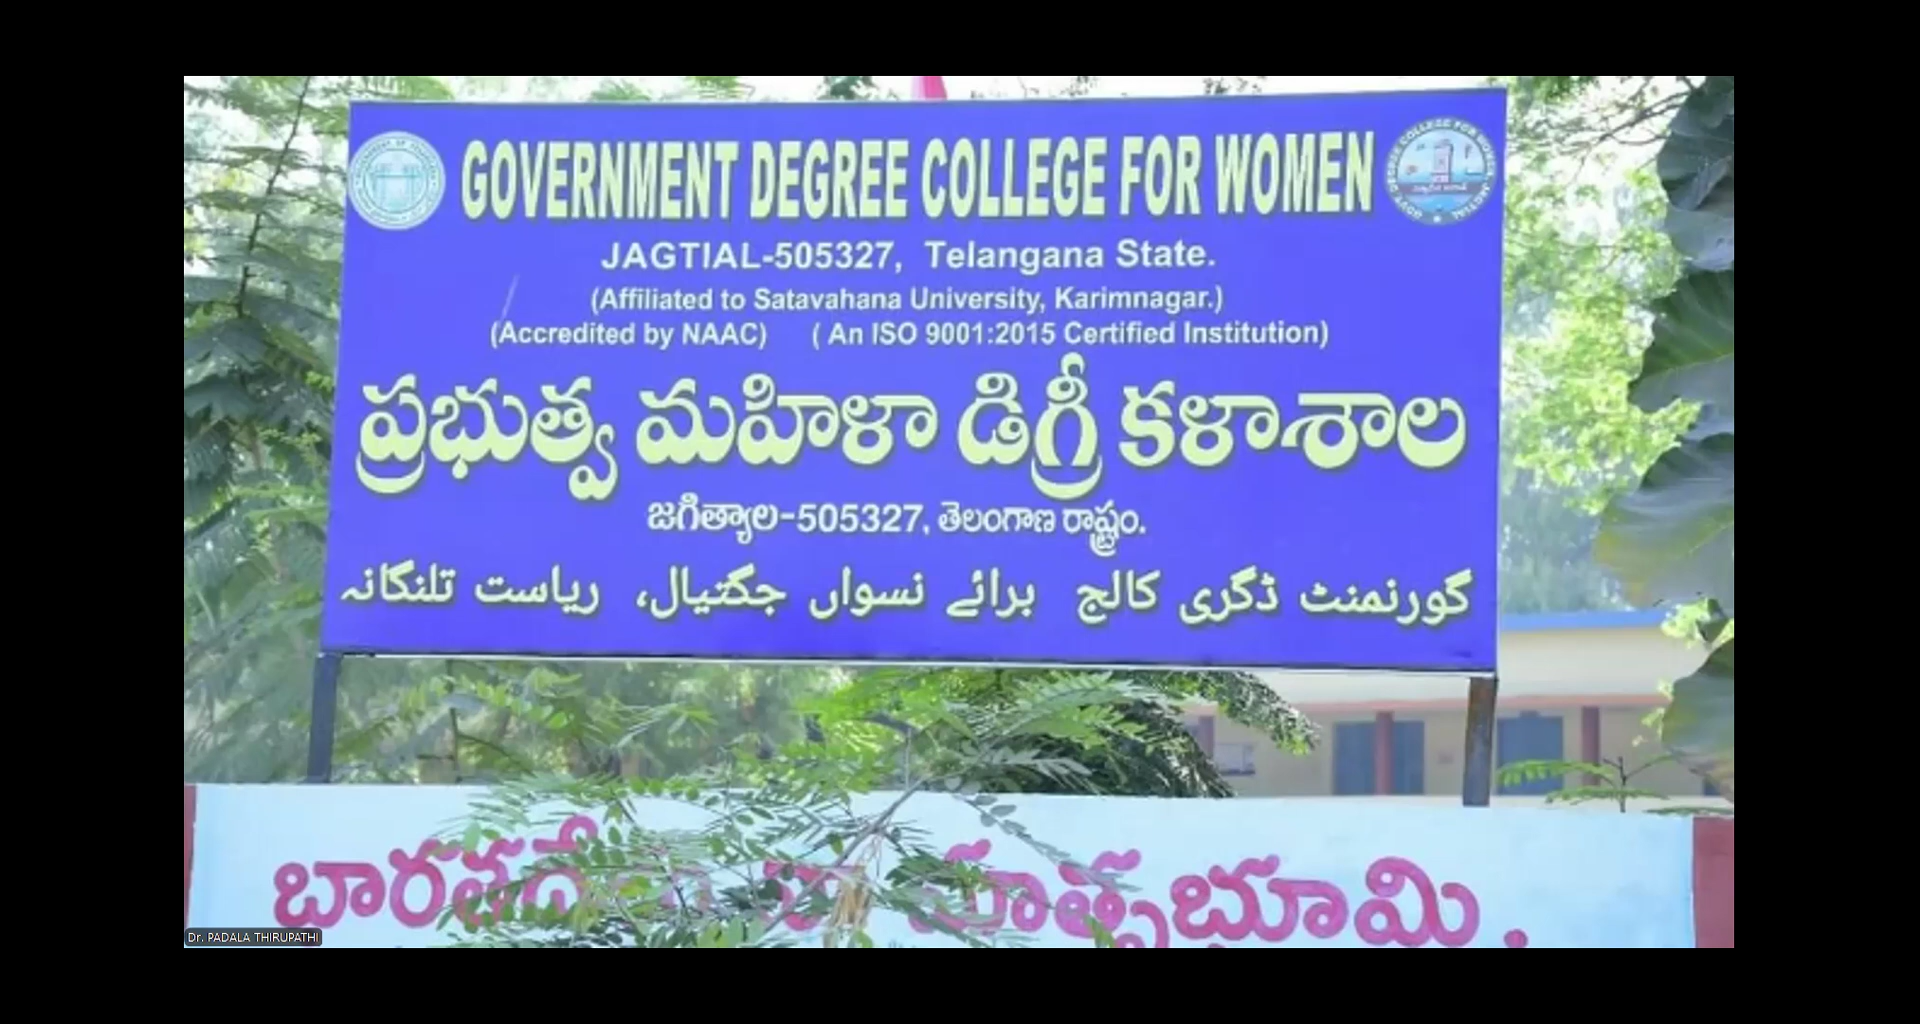 GOVERNMENT DEGREE COLLEGE FOR WOMEN
JAGTIAL-505327, Telangana State.
(Affiliated to Satavahana University, Karimnagar.)
(Accredited by NAAC) ( An ISO 9001:2015 Certified Institution)
ప్రభుత్వ మహిళా డిగ్రీ కళాశాల
జగిత్యాల-505327, తెలంగాణ రాష్ట్రం.
گورنمنٹ ڈگری کالج برائے نسواں جگتیال، ریاست تلنگانہ
మాతృభూమి.
Dr. PADALA THIRUPATHI